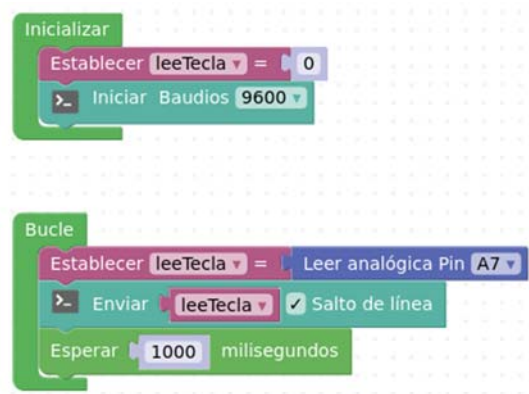 Inicializar
Establecer leeTecla = 0
Iniciar Baudios 9600
Bucle
Establecer leeTecla = Leer analógica Pin A7
Enviar leeTecla ✓ Salto de línea
Esperar 1000 milisegundos